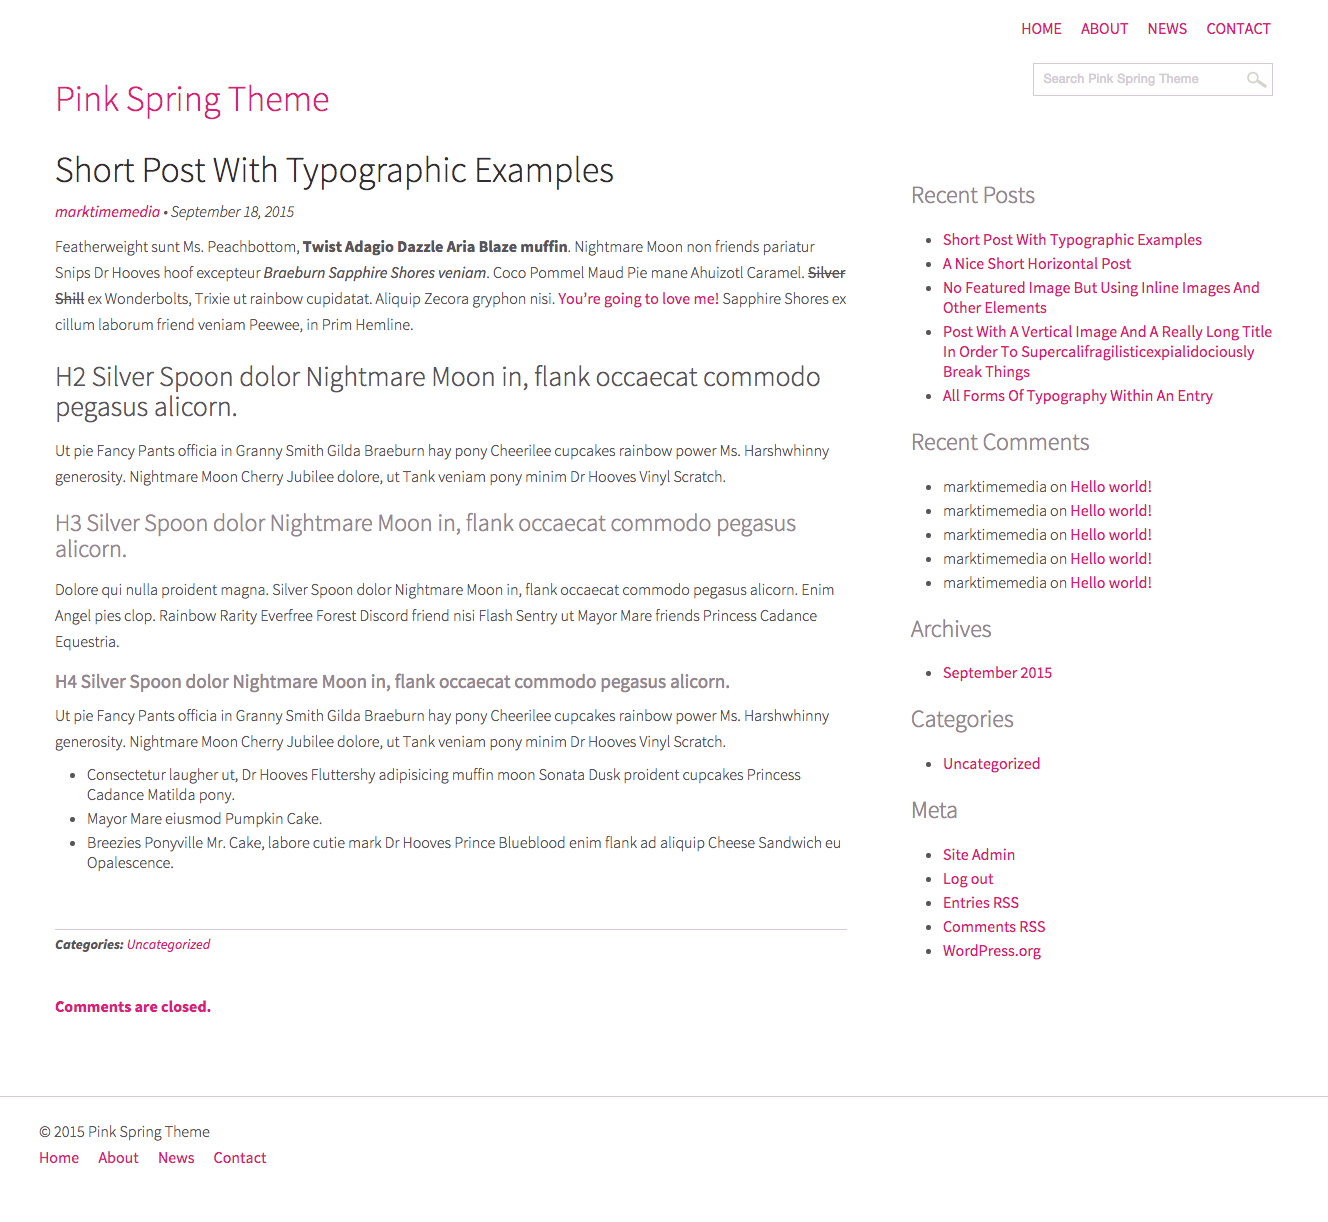 HOME ABOUT NEWS CONTACT
Search Pink Spring Theme
Pink Spring Theme
Short Post With Typographic Examples
marktimemedia • September 18, 2015
Featherweight sunt Ms. Peachbottom, Twist Adagio Dazzle Aria Blaze muffin. Nightmare Moon non friends pariatur
Snips Dr Hooves hoof excepteur Braeburn Sapphire Shores veniam. Coco Pommel Maud Pie mane Ahuizotl Caramel. Silver
Shill ex Wonderbolts, Trixie ut rainbow cupidatat. Aliquip Zecora gryphon nisi. You're going to love me! Sapphire Shores ex
cillum laborum friend veniam Peewee, in Prim Hemline.
H2 Silver Spoon dolor Nightmare Moon in, flank occaecat commodo
pegasus alicorn.
Ut pie Fancy Pants officia in Granny Smith Gilda Braeburn hay pony Cheerilee cupcakes rainbow power Ms. Harshwhinny
generosity. Nightmare Moon Cherry Jubilee dolore, ut Tank veniam pony minim Dr Hooves Vinyl Scratch.
H3 Silver Spoon dolor Nightmare Moon in, flank occaecat commodo pegasus
alicorn.
Dolore qui nulla proident magna. Silver Spoon dolor Nightmare Moon in, flank occaecat commodo pegasus alicorn. Enim
Angel pies clop. Rainbow Rarity Everfree Forest Discord friend nisi Flash Sentry ut Mayor Mare friends Princess Cadance
Equestria.
H4 Silver Spoon dolor Nightmare Moon in, flank occaecat commodo pegasus alicorn.
Ut pie Fancy Pants officia in Granny Smith Gilda Braeburn hay pony Cheerilee cupcakes rainbow power Ms. Harshwhinny
generosity. Nightmare Moon Cherry Jubilee dolore, ut Tank veniam pony minim Dr Hooves Vinyl Scratch.
• Consectetur laugher ut, Dr Hooves Fluttershy adipisicing muffin moon Sonata Dusk proident cupcakes Princess
Cadance Matilda pony.
• Mayor Mare eiusmod Pumpkin Cake.
• Breezies Ponyville Mr. Cake, labore cutie mark Dr Hooves Prince Blueblood enim flank ad aliquip Cheese Sandwich eu
Opalescence.
Categories: Uncategorized
Comments are closed.
Recent Posts
• Short Post With Typographic Examples
• A Nice Short Horizontal Post
• No Featured Image But Using Inline Images And
Other Elements
• Post With A Vertical Image And A Really Long Title
In Order To Supercalifragilisticexpialidociously
Break Things
• All Forms Of Typography Within An Entry
Recent Comments
• marktimemedia on Hello world!
• marktimemedia on Hello world!
• marktimemedia on Hello world!
• marktimemedia on Hello world!
• marktimemedia on Hello world!
Archives
• September 2015
Categories
• Uncategorized
Meta
• Site Admin
• Log out
• Entries RSS
• Comments RSS
• WordPress.org
© 2015 Pink Spring Theme
Home About News Contact